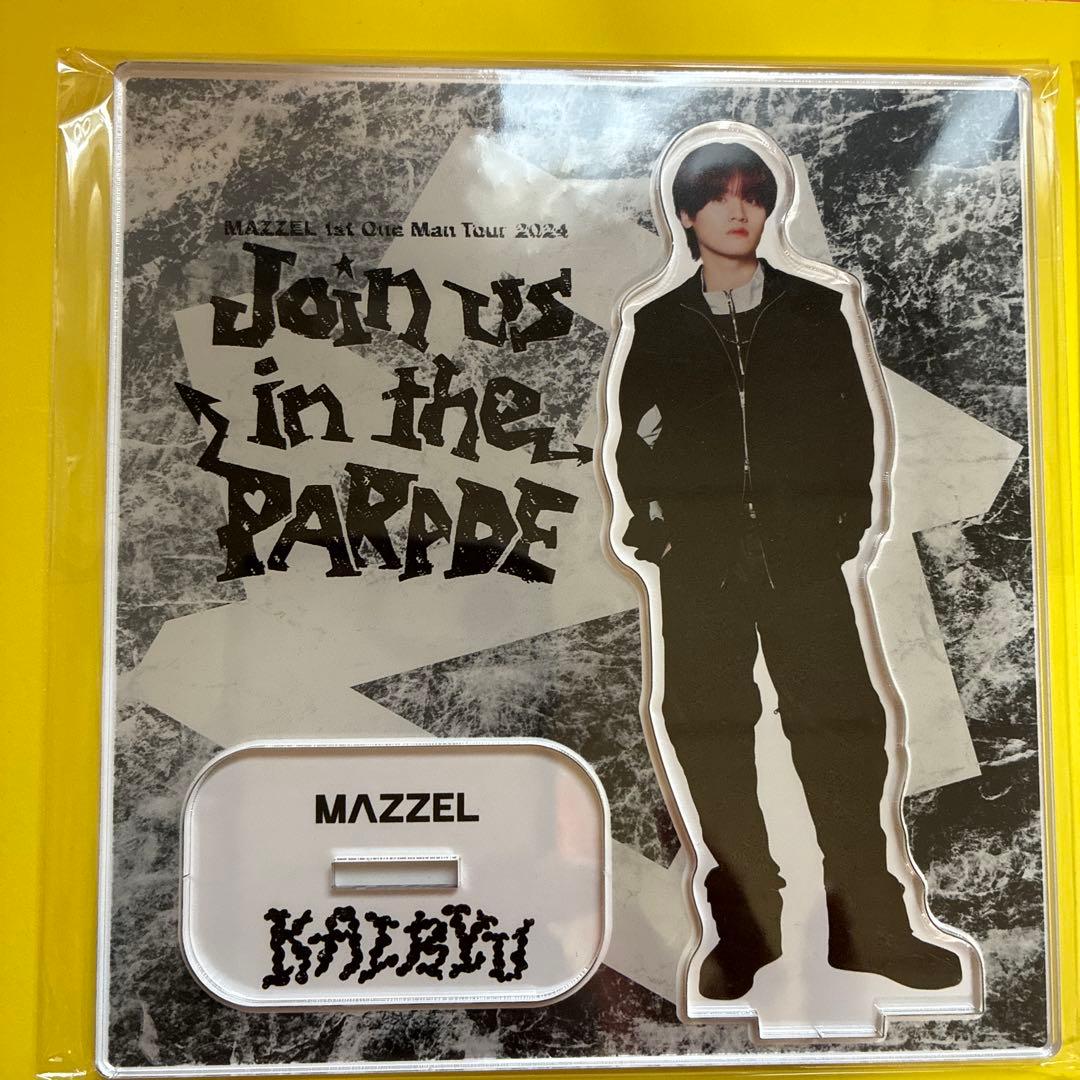 MAZZEL 1st One Man Tour 2024
Join us
in the
PARADE
MAZZEL
KAIRYU